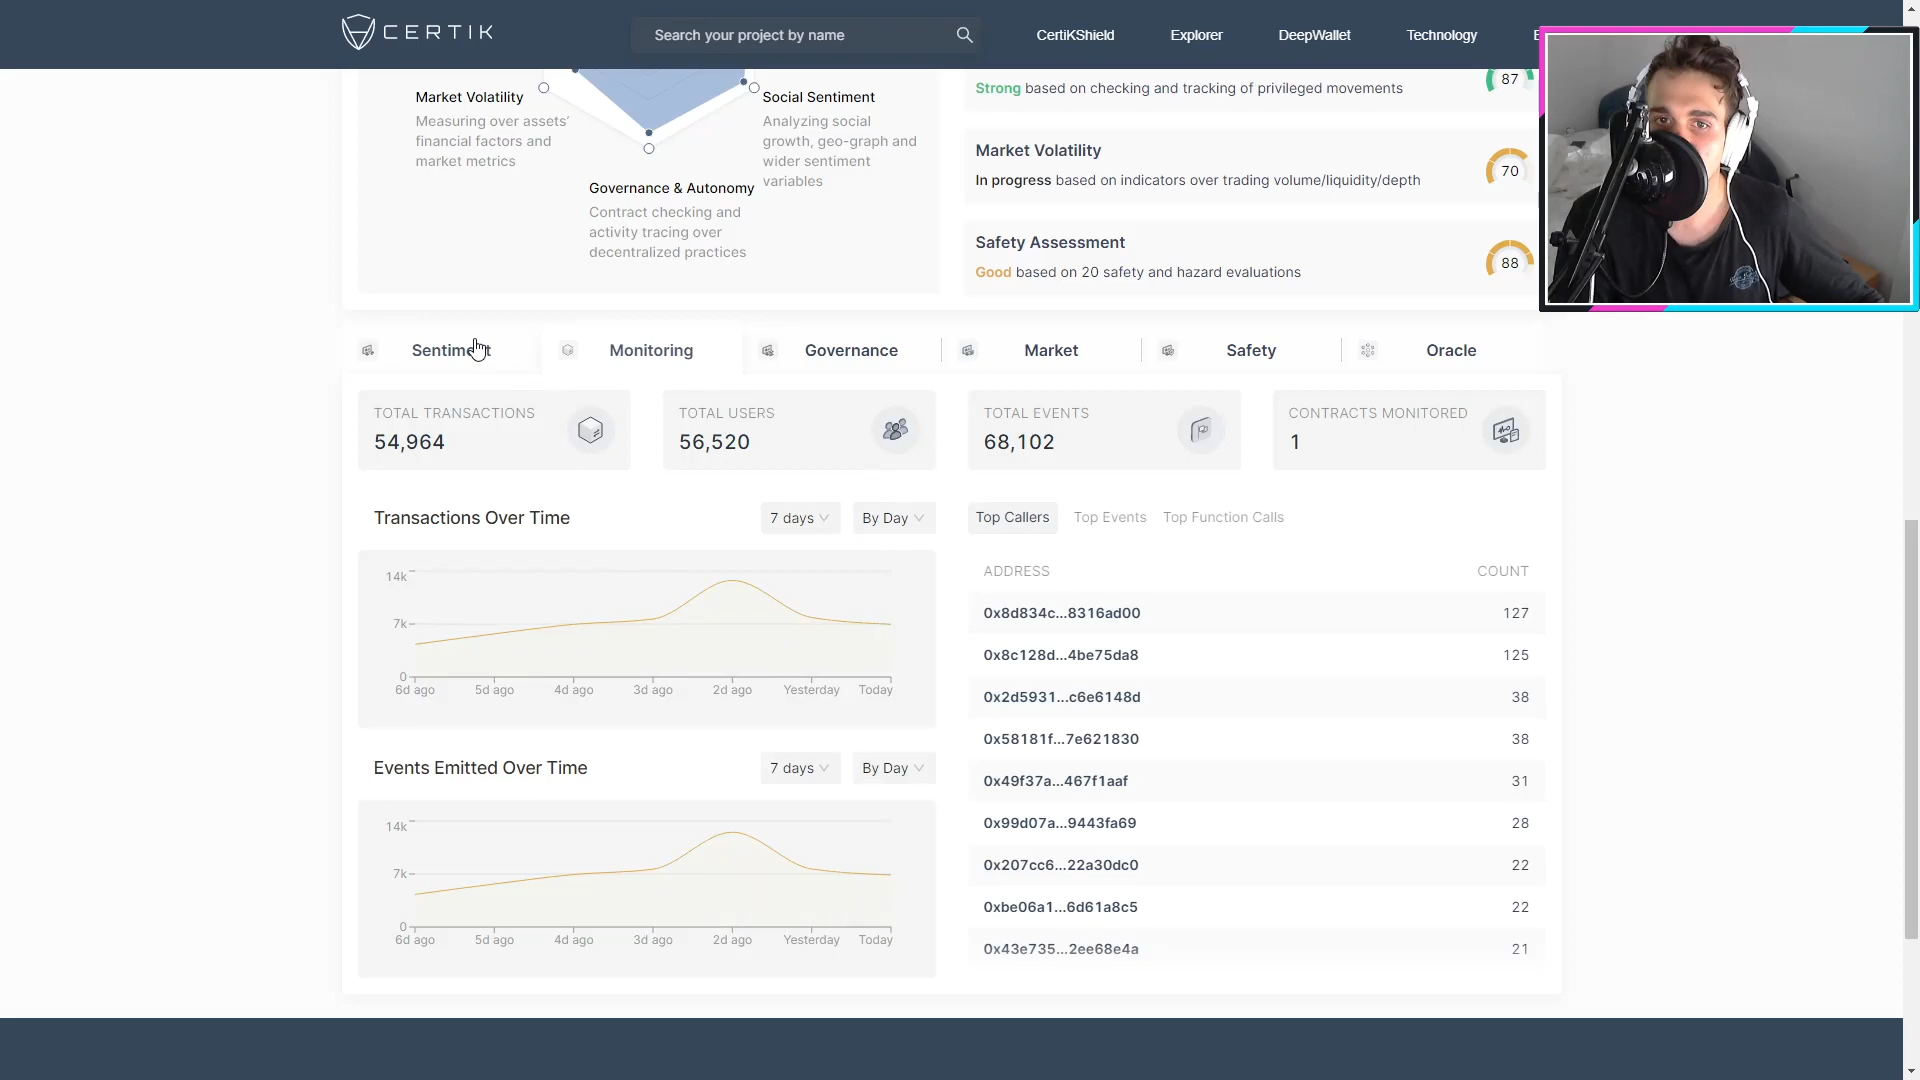 CERTIK
Search your project by name
CertiKShield
Explorer
DeepWallet
Technology
Market Volatility
Measuring over assets'
financial factors and
market metrics
Social Sentiment
Analyzing social
growth, geo-graph and
wider sentiment
variables
Governance & Autonomy
Contract checking and
activity tracing over
decentralized practices
Strong based on checking and tracking of privileged movements
87
Market Volatility
In progress based on indicators over trading volume/liquidity/depth
70
Safety Assessment
Good based on 20 safety and hazard evaluations
88
Sentiment
Monitoring
Governance
Market
Safety
Oracle
TOTAL TRANSACTIONS
54,964
TOTAL USERS
56,520
TOTAL EVENTS
68,102
CONTRACTS MONITORED
1
Transactions Over Time
7 days
By Day
14k
7k
0
6d ago
5d ago
4d ago
3d ago
2d ago
Yesterday
Today
Events Emitted Over Time
7 days
By Day
14k
7k
0
6d ago
5d ago
4d ago
3d ago
2d ago
Yesterday
Today
Top Callers
Top Events
Top Function Calls
ADDRESS COUNT
0x8d834c...8316ad00 127
0x8c128d...4be75da8 125
0x2d5931...c6e6148d 38
0x58181f...7e621830 38
0x49f37a...467f1aaf 31
0x99d07a...9443fa69 28
0x207cc6...22a30dc0 22
0xbe06a1...6d61a8c5 22
0x43e735...2ee68e4a 21